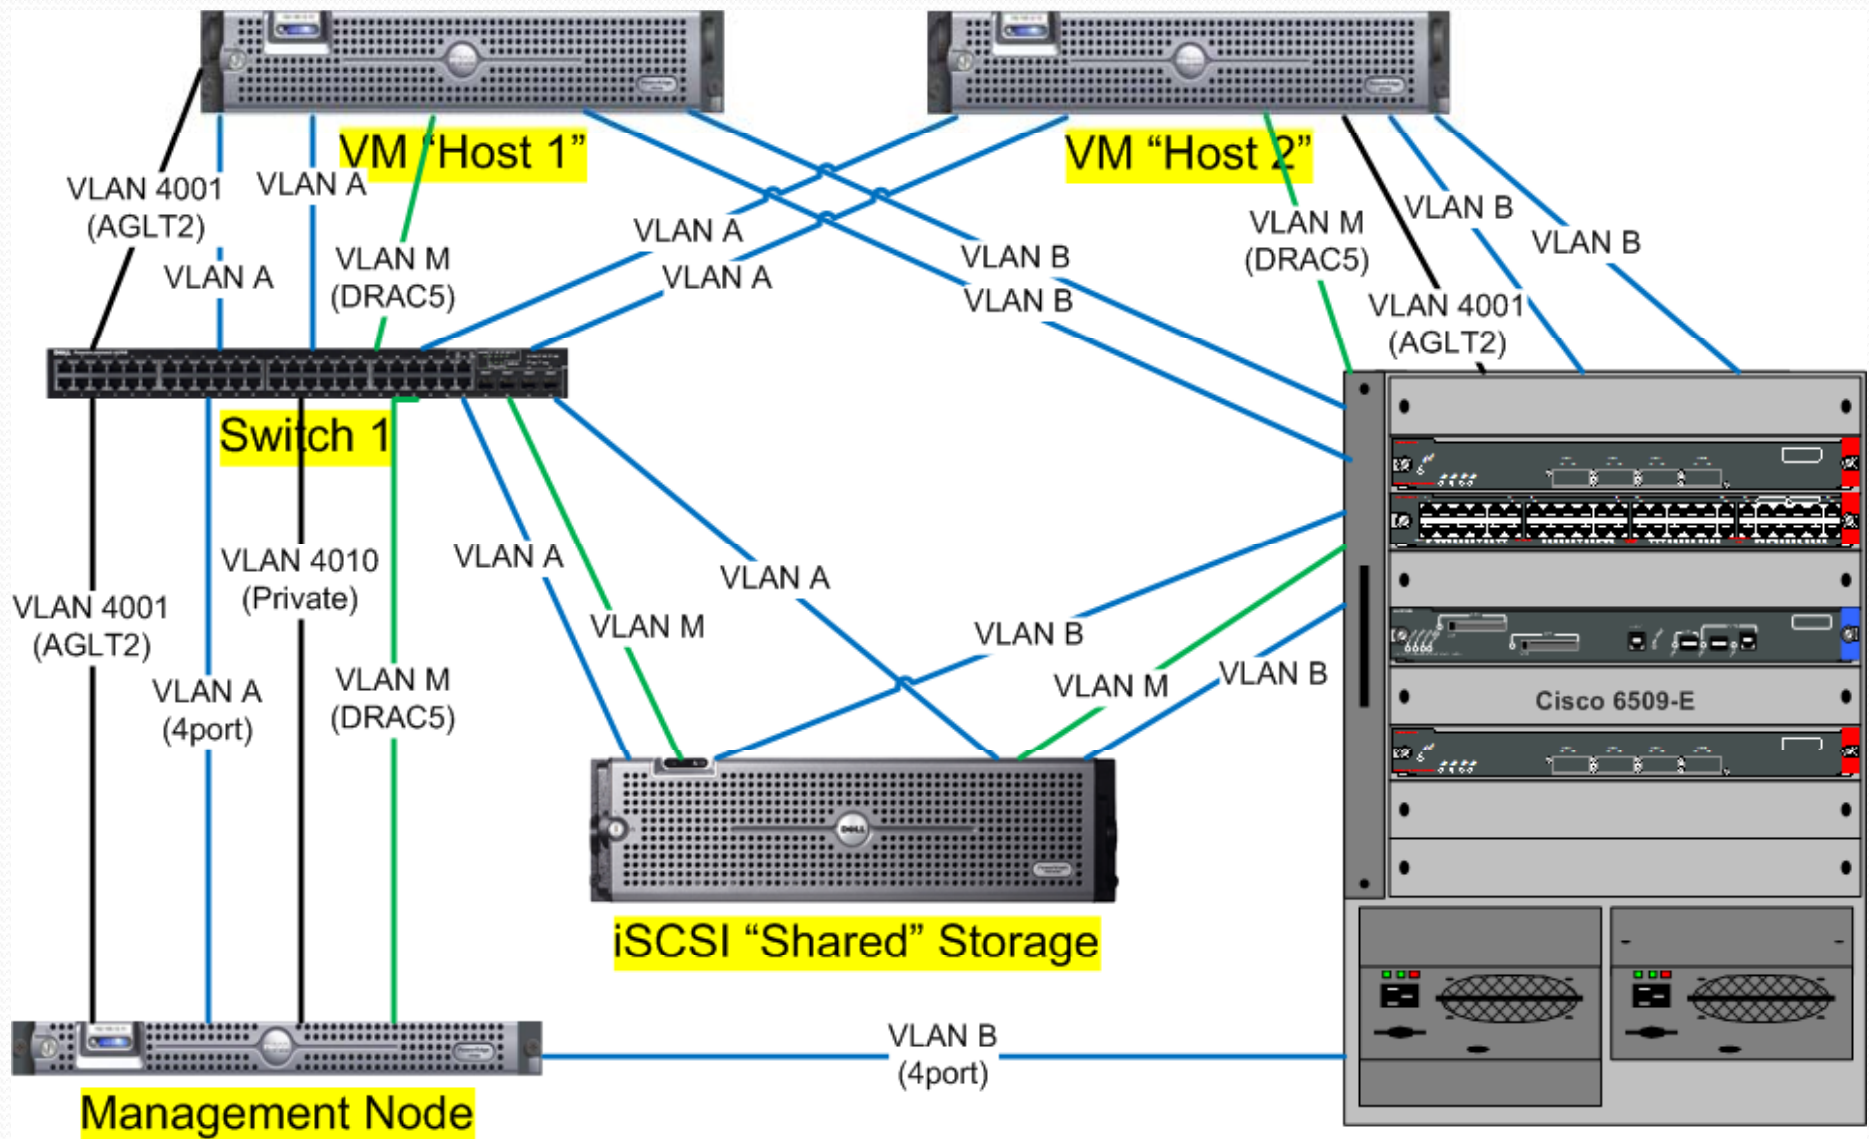 VM “Host 1”
VM “Host 2”
VLAN 4001
(AGLT2)
VLAN A
VLAN A
VLAN M
(DRAC5)
VLAN A
VLAN A
VLAN B
VLAN B
VLAN M
(DRAC5)
VLAN 4001
(AGLT2)
VLAN B
VLAN B
Switch 1
VLAN 4001
(AGLT2)
VLAN A
(4port)
VLAN 4010
(Private)
VLAN M
(DRAC5)
VLAN A
VLAN M
VLAN A
VLAN B
VLAN M
VLAN B
Cisco 6509-E
DELL
iSCSI “Shared” Storage
VLAN B
(4port)
Management Node